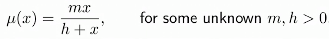 μ(x) = mx / (h + x), for some unknown m, h > 0